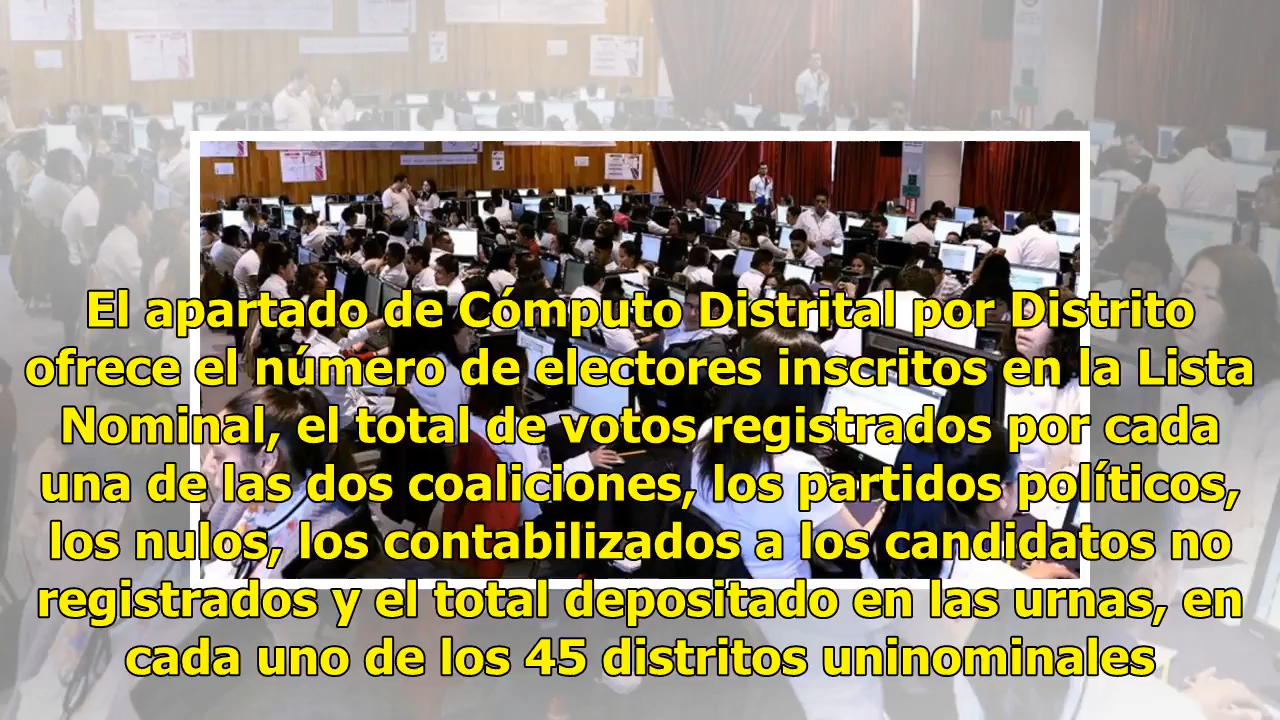 El apartado de Cómputo Distrital por Distrito
ofrece el número de electores inscritos en la Lista
Nominal, el total de votos registrados por cada
una de las dos coaliciones, los partidos políticos,
los nulos, los contabilizados a los candidatos no
registrados y el total depositado en las urnas, en
cada uno de los 45 distritos uninominales